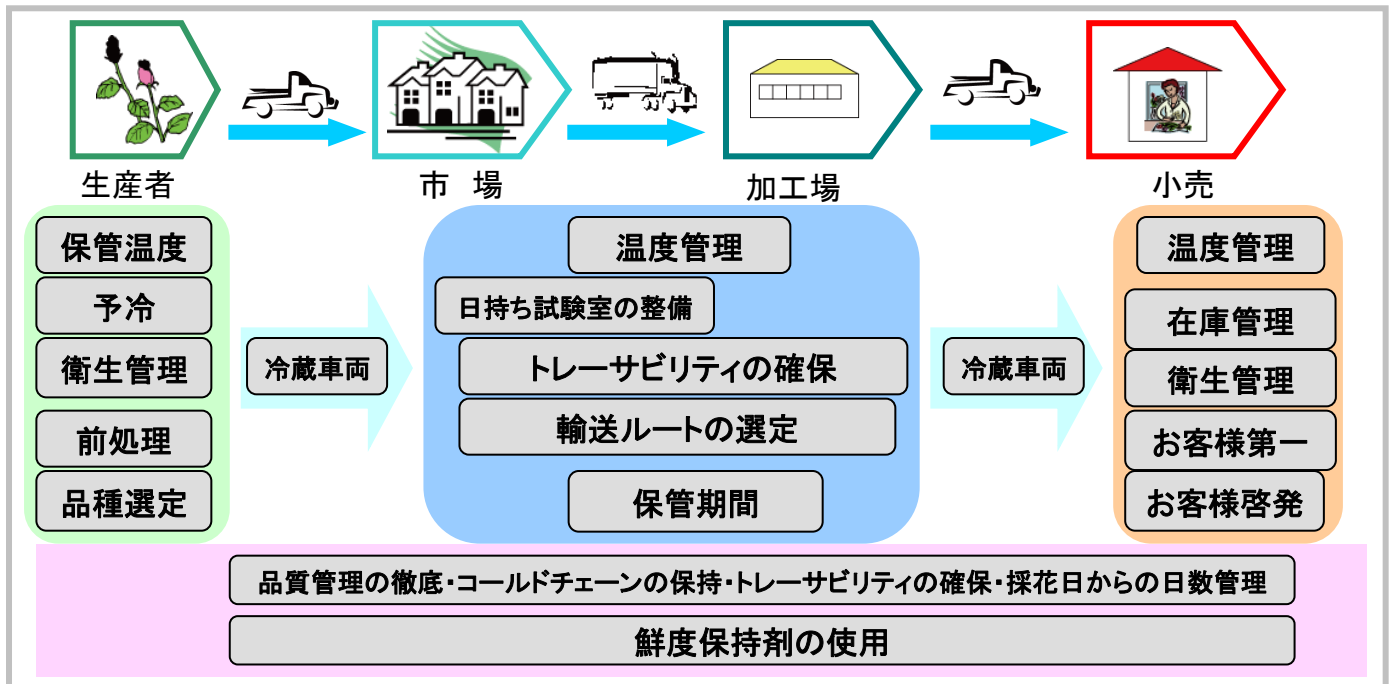 生産者
市　場
加工場
小売
保管温度
予冷
衛生管理
前処理
品種選定
冷蔵車両
温度管理
日持ち試験室の整備
トレーサビリティの確保
輸送ルートの選定
保管期間
冷蔵車両
温度管理
在庫管理
衛生管理
お客様第一
お客様啓発
品質管理の徹底・コールドチェーンの保持・トレーサビリティの確保・採花日からの日数管理
鮮度保持剤の使用